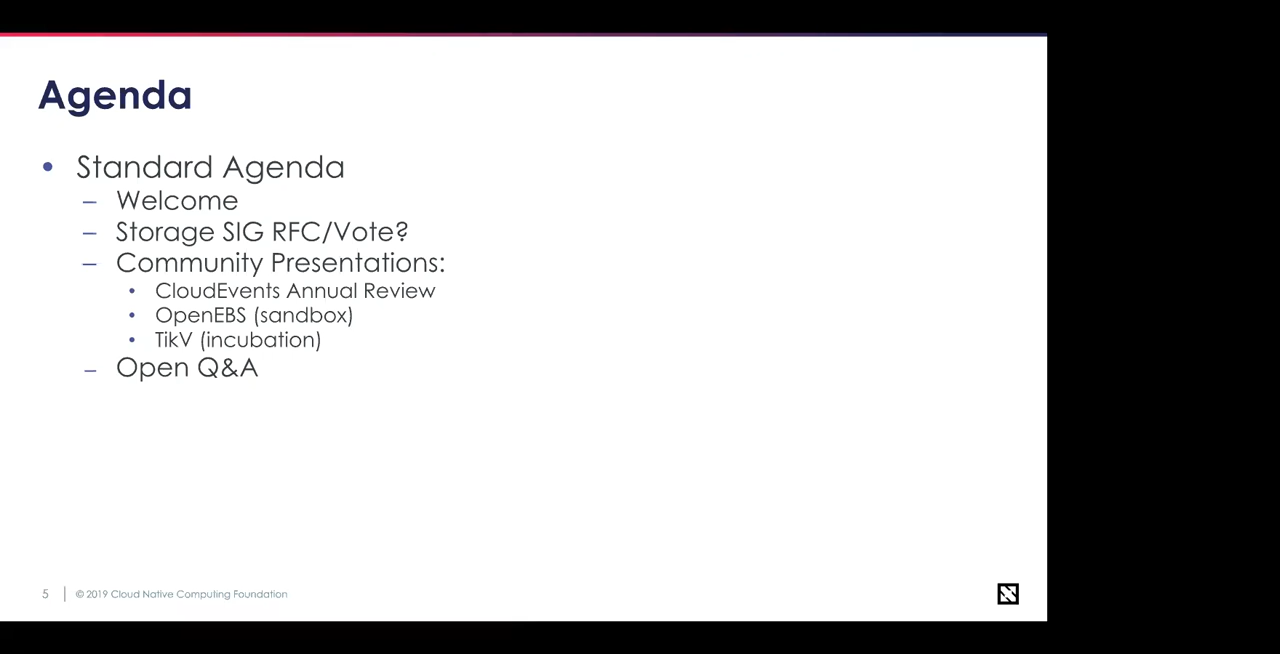 Agenda
• Standard Agenda
– Welcome
– Storage SIG RFC/Vote?
– Community Presentations:
• CloudEvents Annual Review
• OpenEBS (sandbox)
• TikV (incubation)
– Open Q&A
5 | © 2019 Cloud Native Computing Foundation